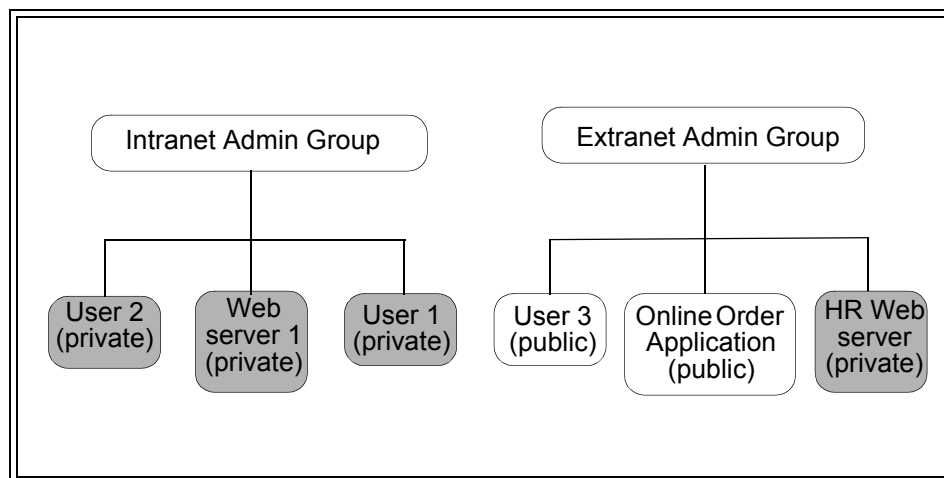 Intranet Admin Group
Extranet Admin Group
User 2
(private)
Web
server 1
(private)
User 1
(private)
User 3
(public)
Online Order
Application
(public)
HR Web
server
(private)